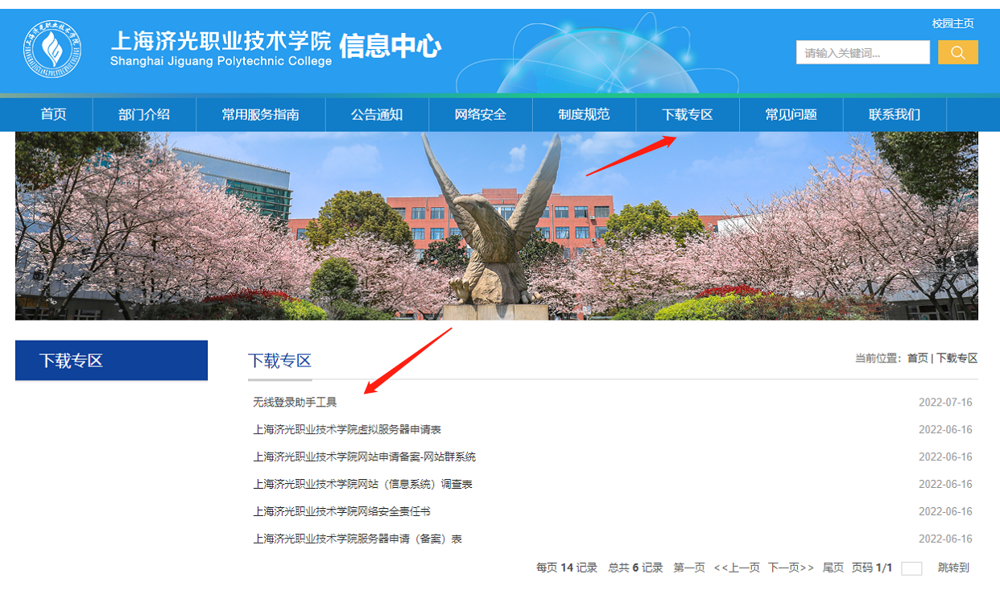 校园主页
上海济光职业技术学院 信息中心
Shanghai Jiguang Polytechnic College
请输入关键词...
首页 部门介绍 常用服务指南 公告通知 网络安全 制度规范 下载专区 常见问题 联系我们
下载专区
下载专区
当前位置: 首页 | 下载专区
无线登录助手工具 2022-07-16
上海济光职业技术学院虚拟服务器申请表 2022-06-16
上海济光职业技术学院网站申请备案-网站群系统 2022-06-16
上海济光职业技术学院网站（信息系统）调查表 2022-06-16
上海济光职业技术学院网络安全责任书 2022-06-16
上海济光职业技术学院服务器申请（备案）表 2022-06-16
每页 14 记录 总共 6 记录 第一页 <<上一页 下一页>> 尾页 页码 1/1 跳转到